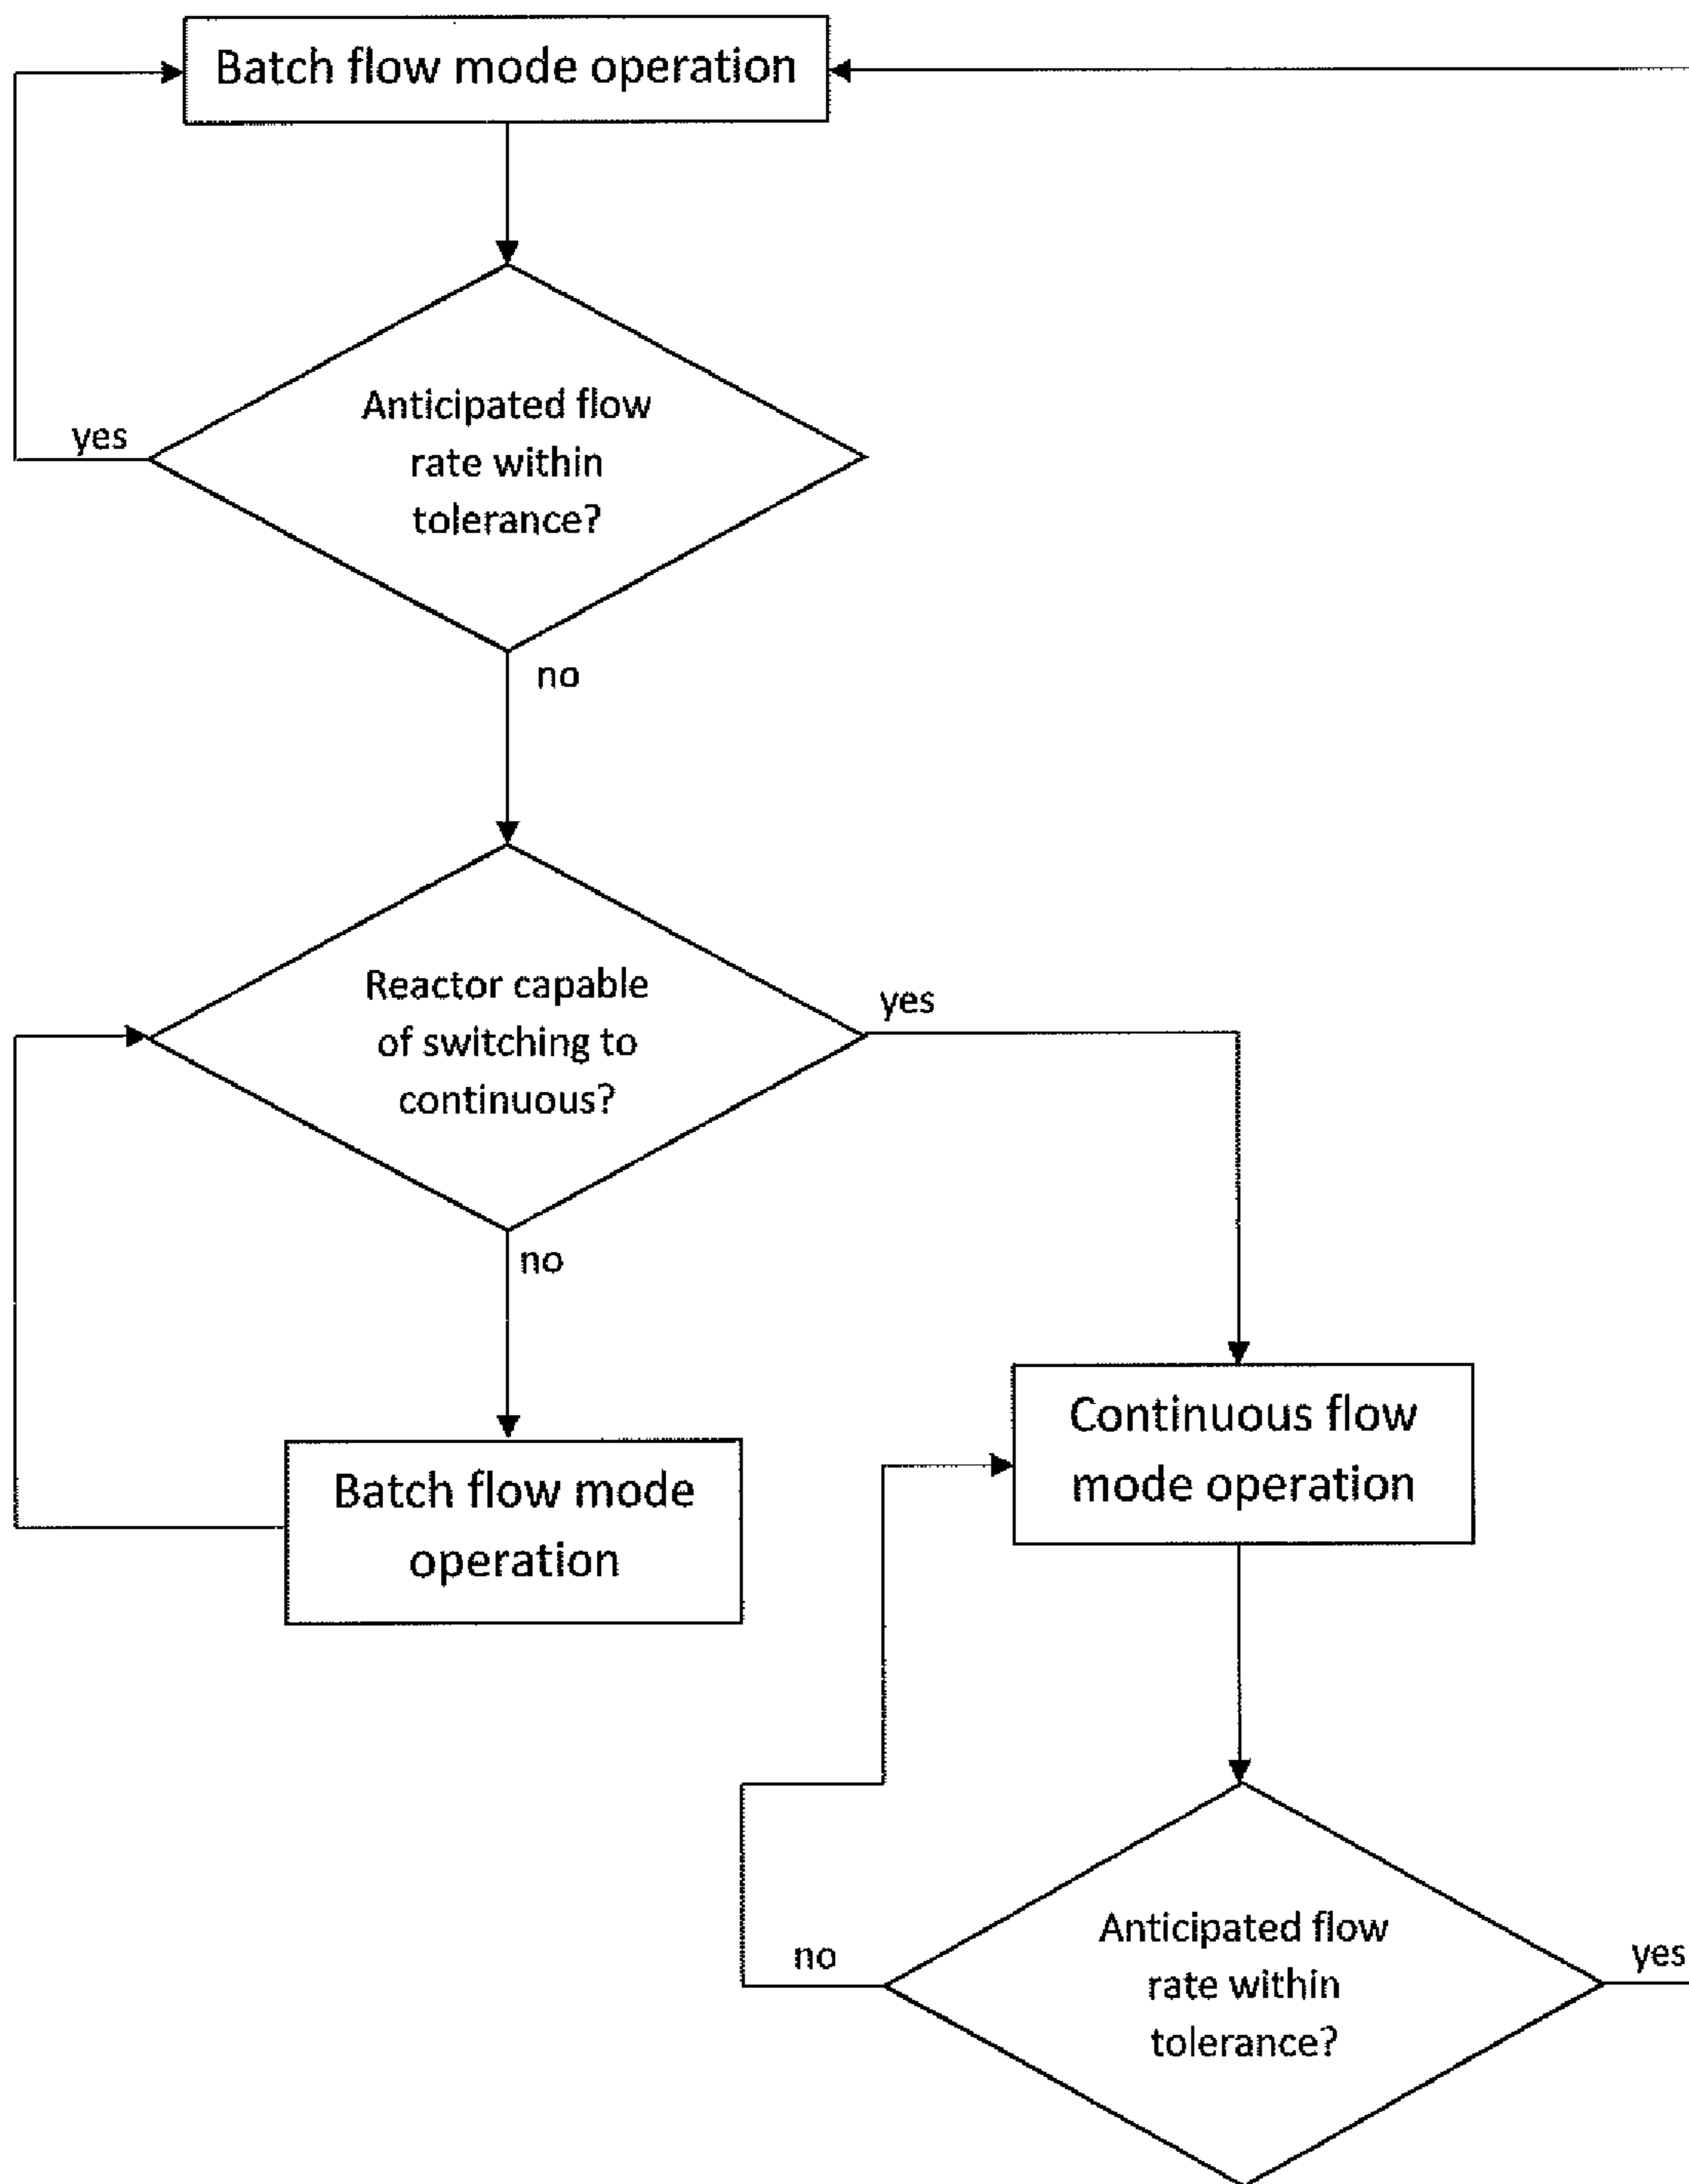 Batch flow mode operation
Anticipated flow
rate within
tolerance?
yes
no
Reactor capable
of switching to
continuous?
yes
no
Batch flow mode
operation
Continuous flow
mode operation
Anticipated flow
rate within
tolerance?
no
yes